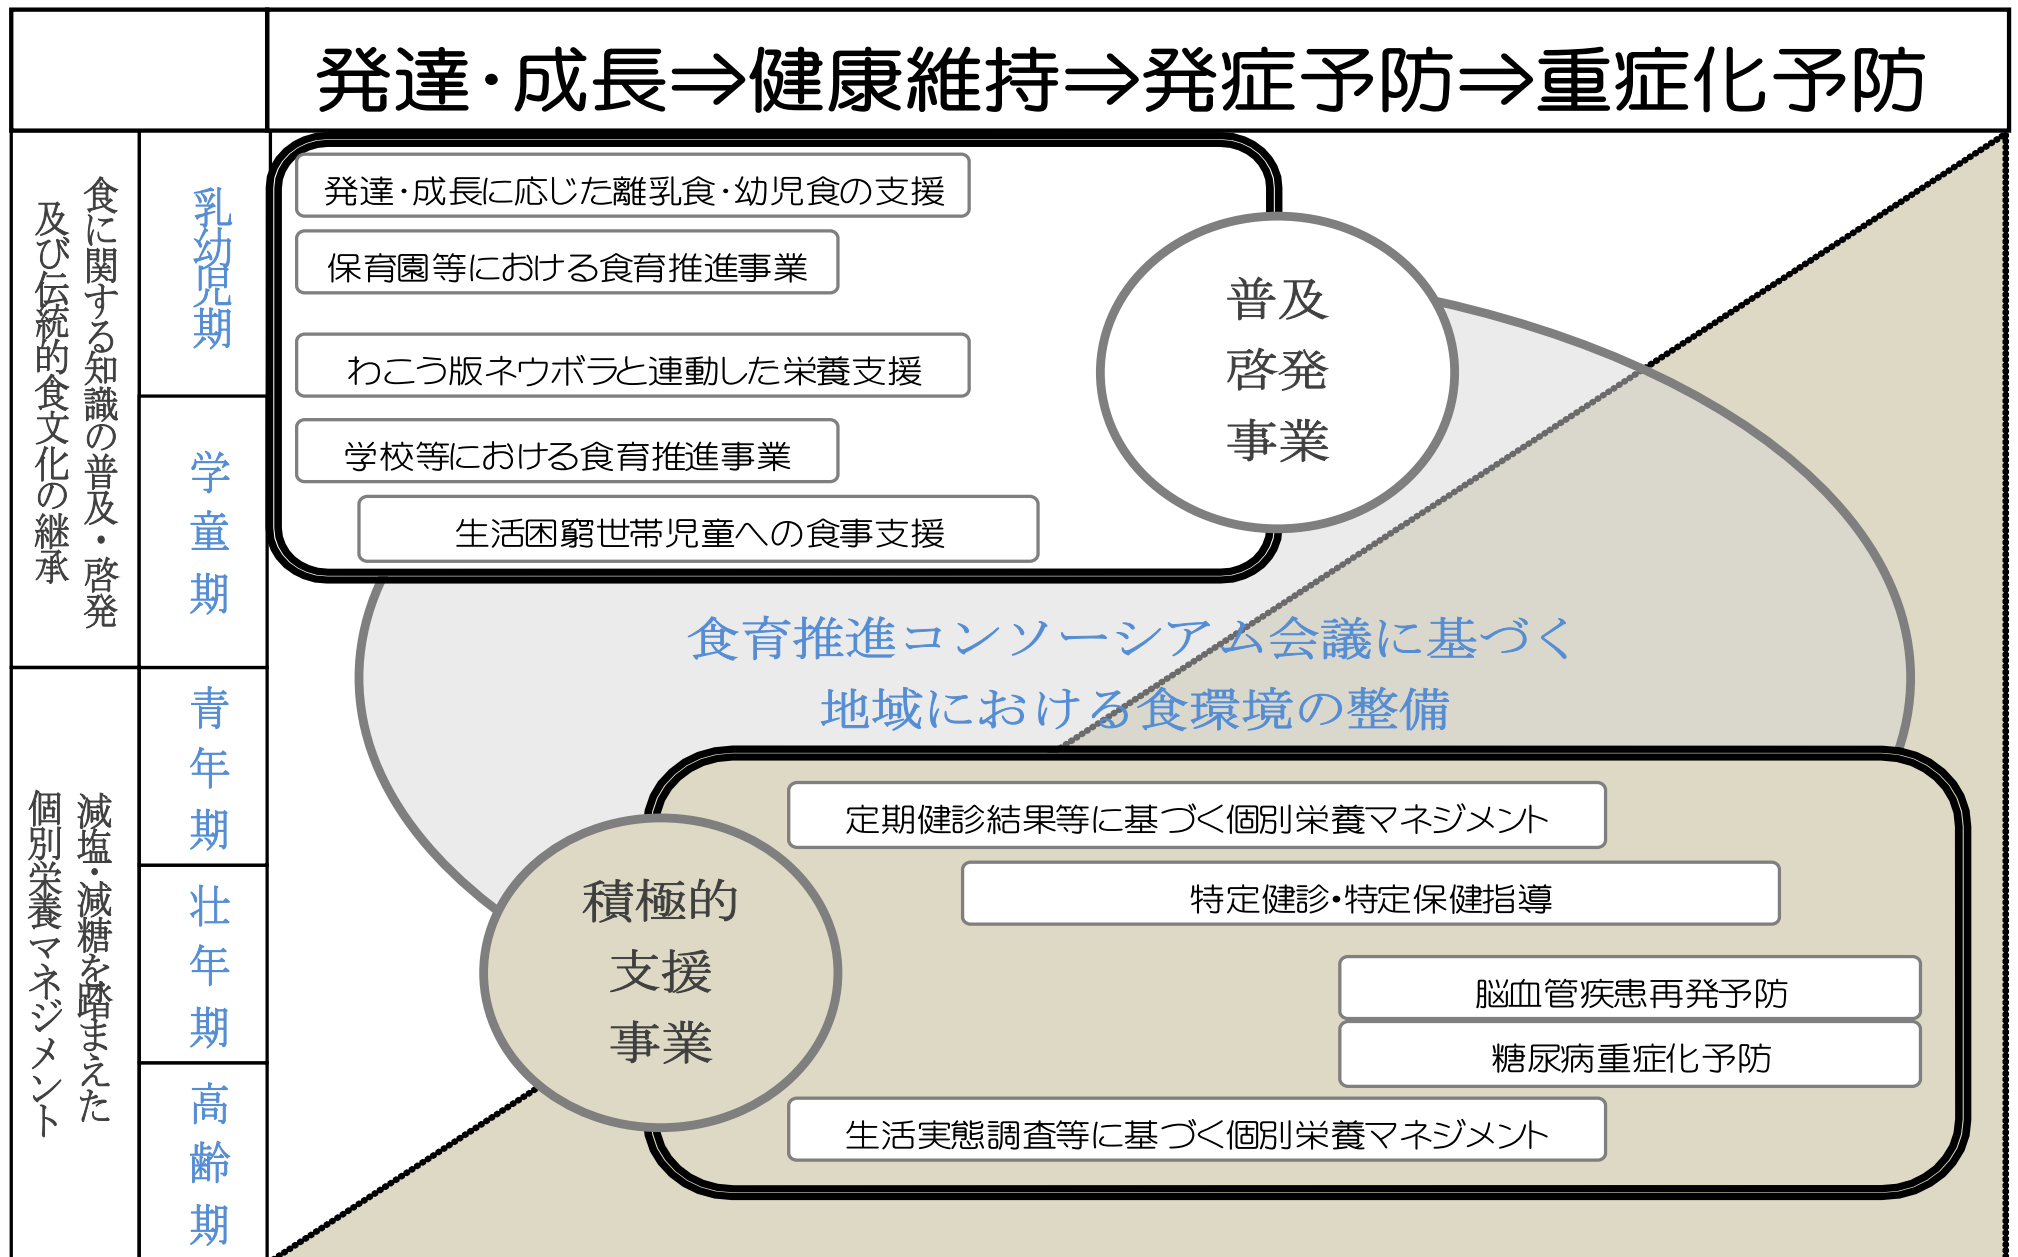 発達・成長⇒健康維持⇒発症予防⇒重症化予防
食に関する知識の普及・啓発
及び伝統的食文化の継承
乳幼児期
学童期
発達・成長に応じた離乳食・幼児食の支援
保育園等における食育推進事業
わこう版ネウボラと連動した栄養支援
学校等における食育推進事業
生活困窮世帯児童への食事支援
普及
啓発
事業
食育推進コンソーシアム会議に基づく
地域における食環境の整備
減塩・減糖を踏まえた
個別栄養マネジメント
青年期
壮年期
高齢期
積極的
支援
事業
定期健診結果等に基づく個別栄養マネジメント
特定健診・特定保健指導
脳血管疾患再発予防
糖尿病重症化予防
生活実態調査等に基づく個別栄養マネジメント